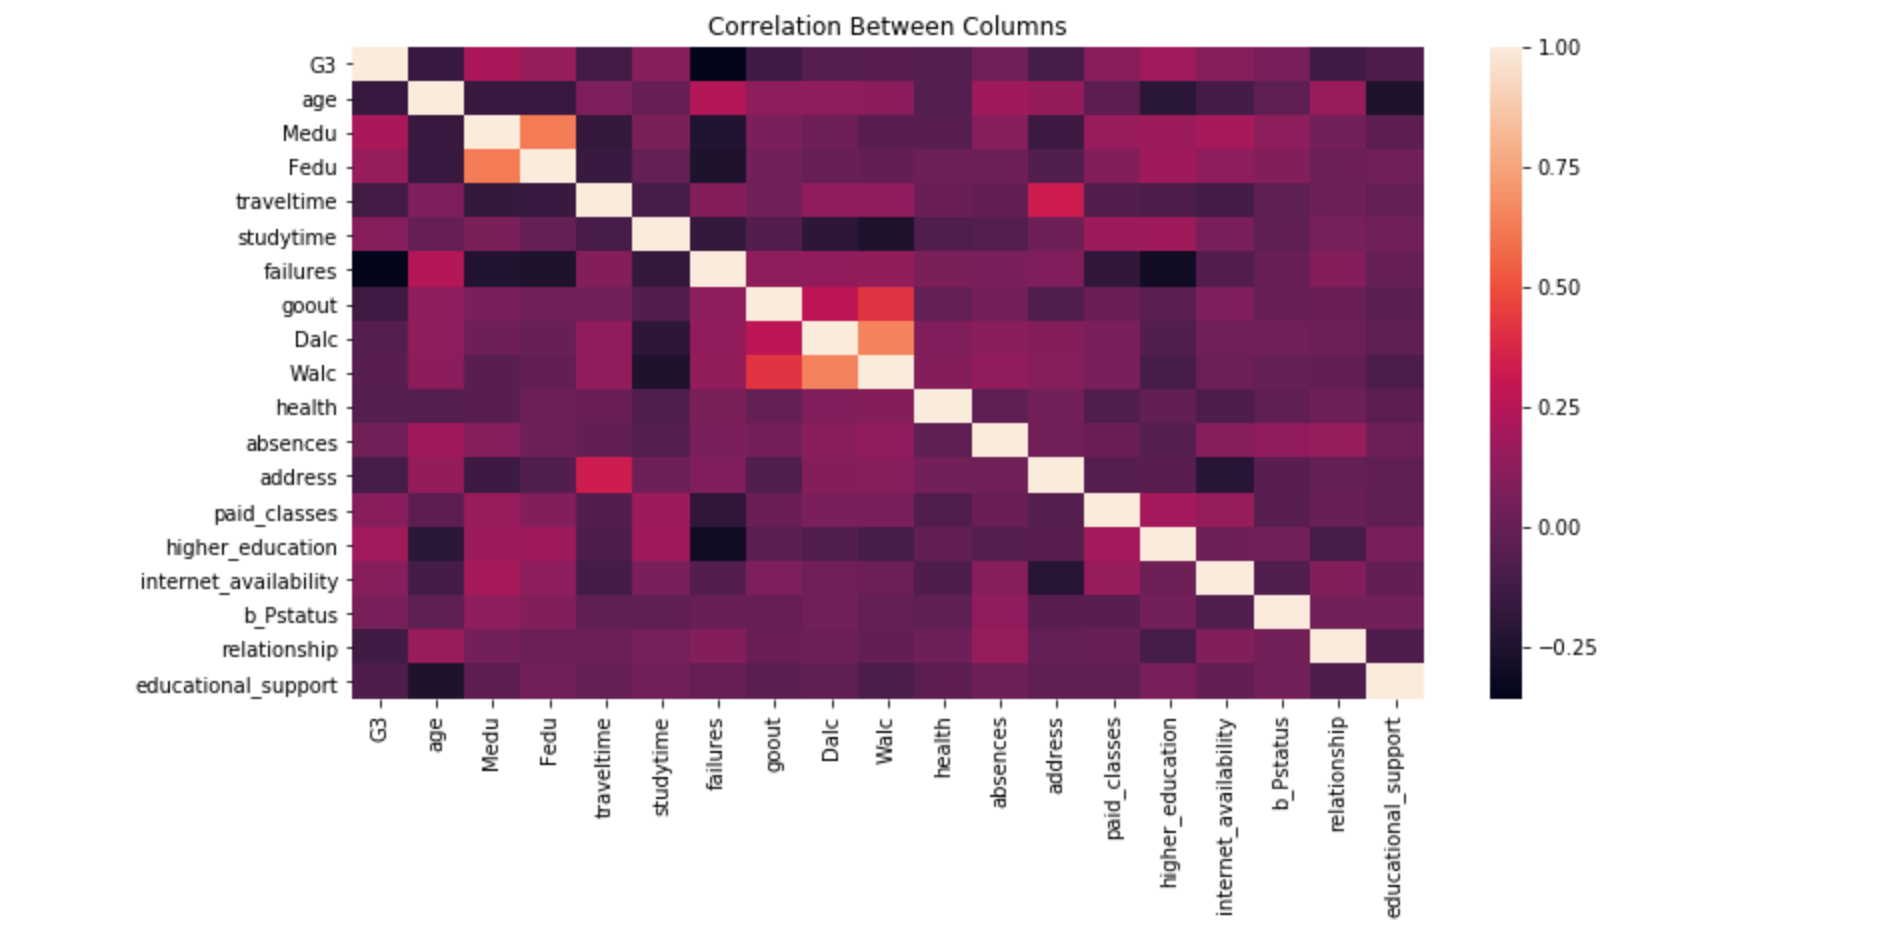 Correlation Between Columns
G3
age
Medu
Fedu
traveltime
studytime
failures
goout
Dalc
Walc
health
absences
address
paid_classes
higher_education
internet_availability
b_Pstatus
relationship
educational_support
G3
age
Medu
Fedu
traveltime
studytime
failures
goout
Dalc
Walc
health
absences
address
paid_classes
higher_education
internet_availability
b_Pstatus
relationship
educational_support
1.00
0.75
0.50
0.25
0.00
−0.25